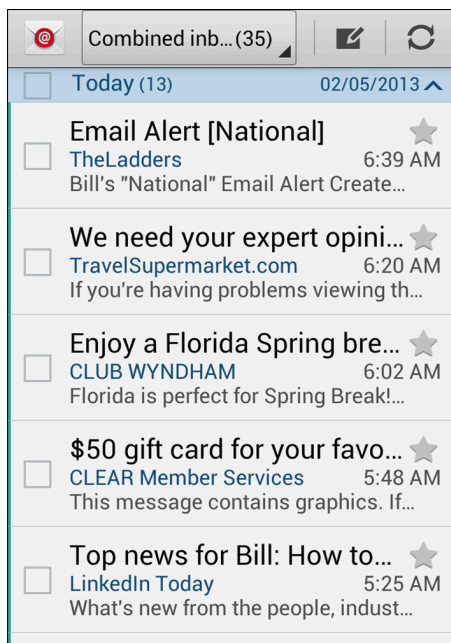 Combined inb...(35)
Today (13) 02/05/2013
Email Alert [National]
TheLadders 6:39 AM
Bill's "National" Email Alert Create...
We need your expert opini...
TravelSupermarket.com 6:20 AM
If you're having problems viewing th...
Enjoy a Florida Spring bre...
CLUB WYNDHAM 6:02 AM
Florida is perfect for Spring Break!...
$50 gift card for your favo...
CLEAR Member Services 5:48 AM
This message contains graphics. If...
Top news for Bill: How to...
LinkedIn Today 5:25 AM
What's new from the people, indust...